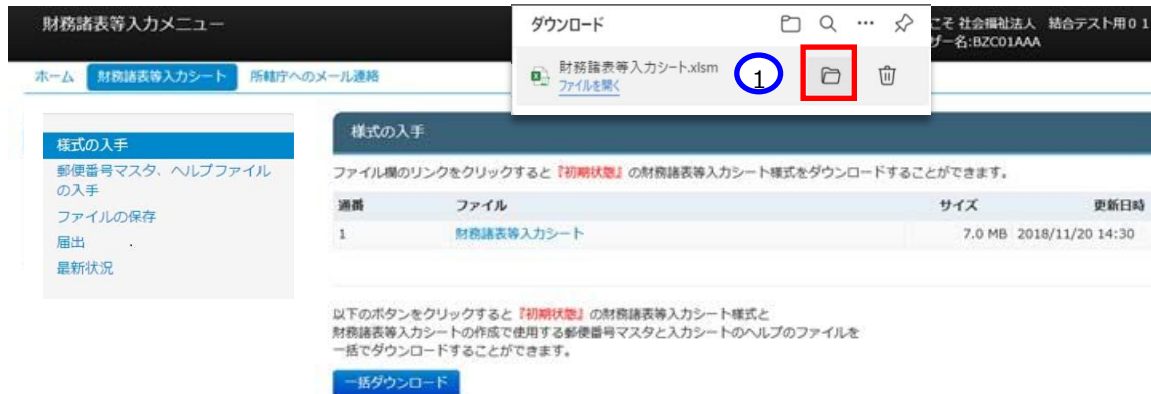 財務諸表等入力メニュー
ダウンロード
こそ 社会福祉法人 結合テスト用01
ザー名:BZC01AAA
ホーム 財務諸表等入力シート 所轄庁へのメール連絡
財務諸表等入力シート.xlsm
ファイルを開く
1
様式の入手
郵便番号マスタ、ヘルプファイル
の入手
ファイルの保存
届出
最新状況
様式の入手
ファイル欄のリンクをクリックすると『初期状態』の財務諸表等入力シート様式をダウンロードすることができます。
通番 ファイル サイズ 更新日時
1 財務諸表等入力シート 7.0 MB 2018/11/20 14:30
以下のボタンをクリックすると『初期状態』の財務諸表等入力シート様式と
財務諸表等入力シートの作成で使用する郵便番号マスタと入力シートのヘルプのファイルを
一括でダウンロードすることができます。
一括ダウンロード